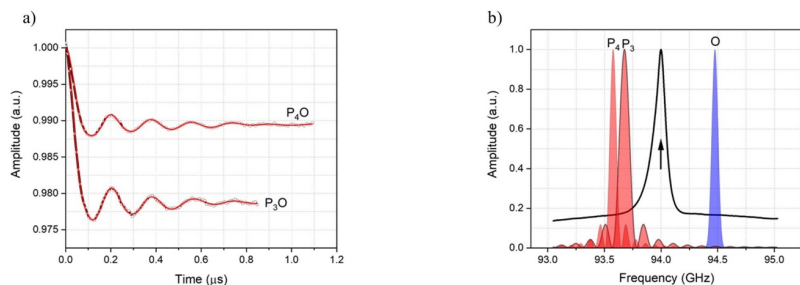 a)
1.000
0.990
0.985
0.980
0.975
Amplitude (a.u.)
P₄O
P₃O
0.0 0.2 0.4 0.6 0.8 1.0 1.2
Time (μs)
b)
1.0
0.8
0.6
0.4
0.2
0.0
Amplitude (a.u.)
P₄ P₃ O
93.0 93.5 94.0 94.5 95.0
Frequency (GHz)